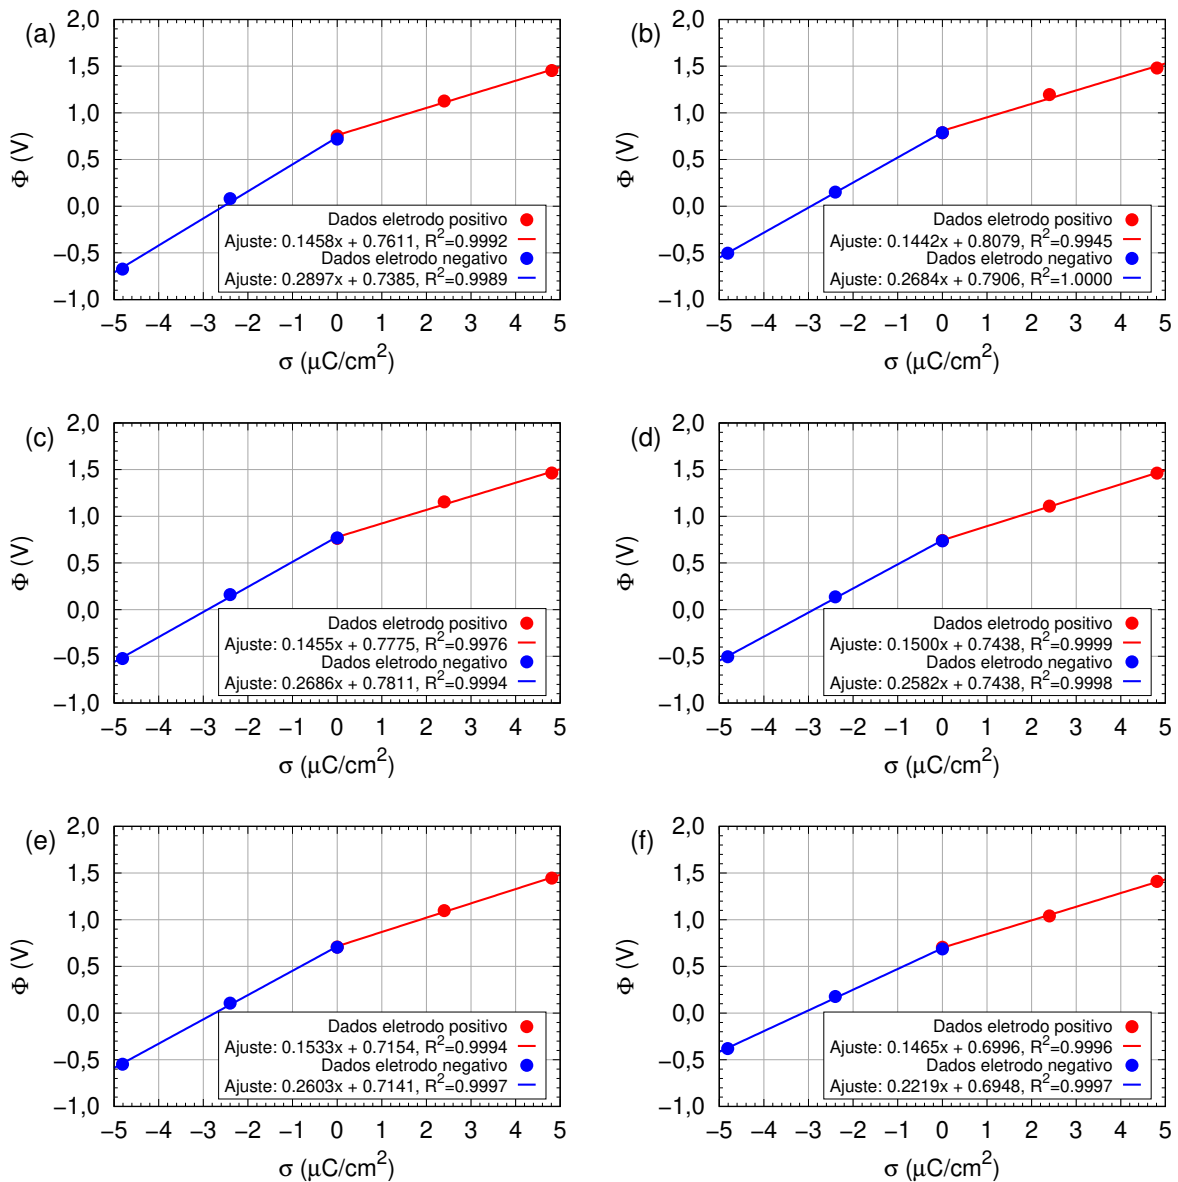 (a)
2,0
1,5
1,0
0,5
0,0
−0,5
−1,0
Φ (V)
Dados eletrodo positivo
Ajuste: 0.1458x + 0.7611, R²=0.9992
Dados eletrodo negativo
Ajuste: 0.2897x + 0.7385, R²=0.9989
−5 −4 −3 −2 −1 0 1 2 3 4 5
σ (μC/cm²)
(b)
2,0
1,5
1,0
0,5
0,0
−0,5
−1,0
Φ (V)
Dados eletrodo positivo
Ajuste: 0.1442x + 0.8079, R²=0.9945
Dados eletrodo negativo
Ajuste: 0.2684x + 0.7906, R²=1.0000
−5 −4 −3 −2 −1 0 1 2 3 4 5
σ (μC/cm²)
(c)
2,0
1,5
1,0
0,5
0,0
−0,5
−1,0
Φ (V)
Dados eletrodo positivo
Ajuste: 0.1455x + 0.7775, R²=0.9976
Dados eletrodo negativo
Ajuste: 0.2686x + 0.7811, R²=0.9994
−5 −4 −3 −2 −1 0 1 2 3 4 5
σ (μC/cm²)
(d)
2,0
1,5
1,0
0,5
0,0
−0,5
−1,0
Φ (V)
Dados eletrodo positivo
Ajuste: 0.1500x + 0.7438, R²=0.9999
Dados eletrodo negativo
Ajuste: 0.2582x + 0.7438, R²=0.9998
−5 −4 −3 −2 −1 0 1 2 3 4 5
σ (μC/cm²)
(e)
2,0
1,5
1,0
0,5
0,0
−0,5
−1,0
Φ (V)
Dados eletrodo positivo
Ajuste: 0.1533x + 0.7154, R²=0.9994
Dados eletrodo negativo
Ajuste: 0.2603x + 0.7141, R²=0.9997
−5 −4 −3 −2 −1 0 1 2 3 4 5
σ (μC/cm²)
(f)
2,0
1,5
1,0
0,5
0,0
−0,5
−1,0
Φ (V)
Dados eletrodo positivo
Ajuste: 0.1465x + 0.6996, R²=0.9996
Dados eletrodo negativo
Ajuste: 0.2219x + 0.6948, R²=0.9997
−5 −4 −3 −2 −1 0 1 2 3 4 5
σ (μC/cm²)